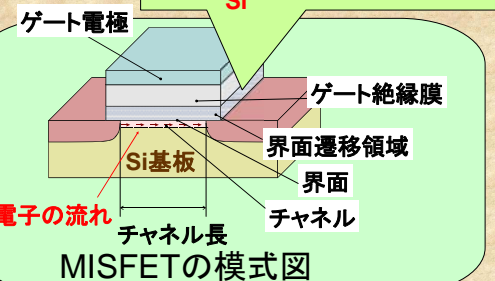 Si
ゲート電極
ゲート絶縁膜
界面遷移領域
Si基板
界面
電子の流れ
チャネル
チャネル長
MISFETの模式図